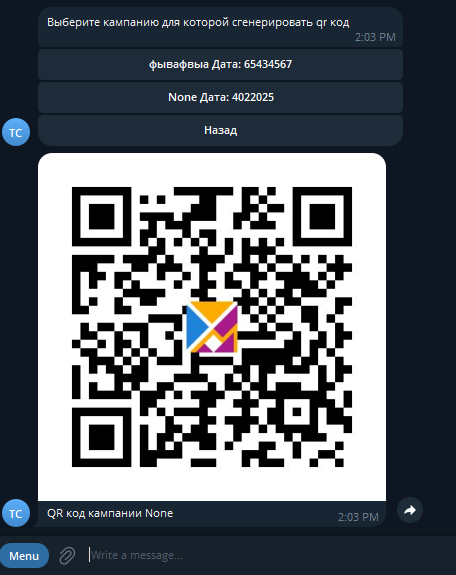 Выберите кампанию для которой сгенерировать qr код
2:03 PM
фывафвыа Дата: 65434567
None Дата: 4022025
Назад
TC
QR код кампании None
2:03 PM
TC
Menu
Write a message...